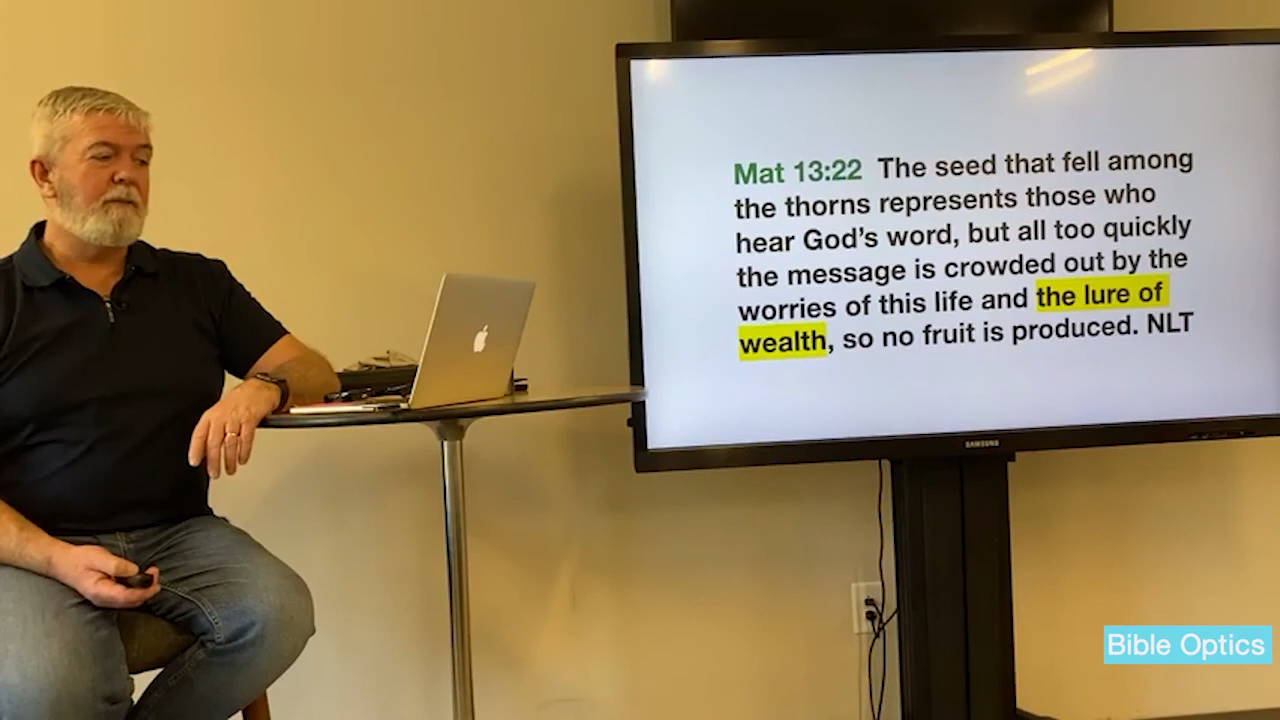 Mat 13:22 The seed that fell among
the thorns represents those who
hear God's word, but all too quickly
the message is crowded out by the
worries of this life and the lure of
wealth, so no fruit is produced. NLT
SAMSUNG
Bible Optics